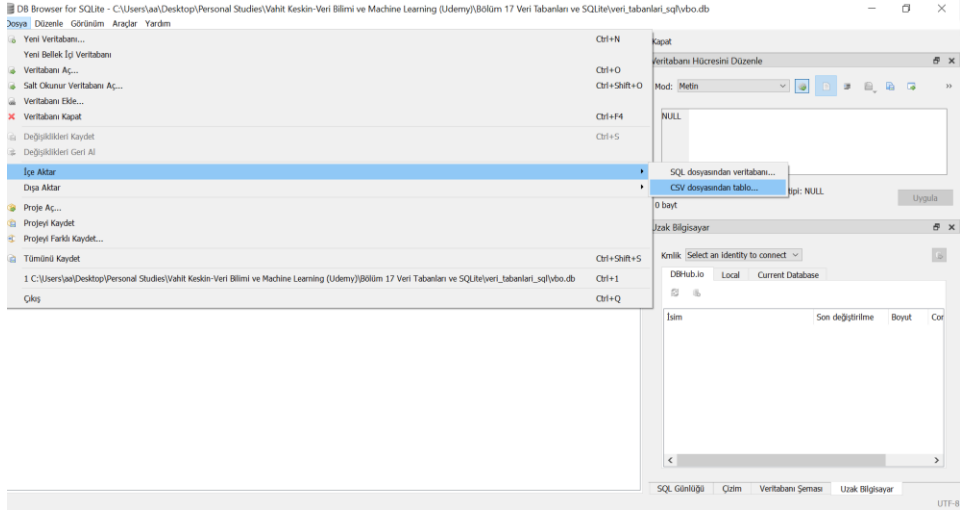 DB Browser for SQLite - C:\Users\aa\Desktop\Personal Studies\Vahit Keskin-Veri Bilimi ve Machine Learning (Udemy)\Bölüm 17 Veri Tabanları ve SQLite\veri_tabanlari_sql\vbo.db
Dosya Düzenle Görünüm Araçlar Yardım
Yeni Veritabanı... Ctrl+N
Yeni Bellek İçi Veritabanı
Veritabanı Aç... Ctrl+O
Salt Okunur Veritabanı Aç... Ctrl+Shift+O
Veritabanı Ekle...
Veritabanı Kapat Ctrl+F4
Değişiklikleri Kaydet Ctrl+S
Değişiklikleri Geri Al
İçe Aktar
Dışa Aktar
Proje Aç...
Projeyi Kaydet
Projeyi Farklı Kaydet...
Tümünü Kaydet Ctrl+Shift+S
1 C:\Users\aa\Desktop\Personal Studies\Vahit Keskin-Veri Bilimi ve Machine Learning (Udemy)\Bölüm 17 Veri Tabanları ve SQLite\veri_tabanlari_sql\vbo.db Ctrl+1
Çıkış Ctrl+Q
SQL dosyasından veritabanı...
CSV dosyasından tablo...
Kapat
Veritabanı Hücresini Düzenle
Mod: Metin
NULL
tipi: NULL
0 bayt
Uygula
Uzak Bilgisayar
Kmlik Select an identity to connect
DBHub.io Local Current Database
İsim Son değiştirilme Boyut Cor
SQL Günlüğü Çizim Veritabanı Şeması Uzak Bilgisayar
UTF-8